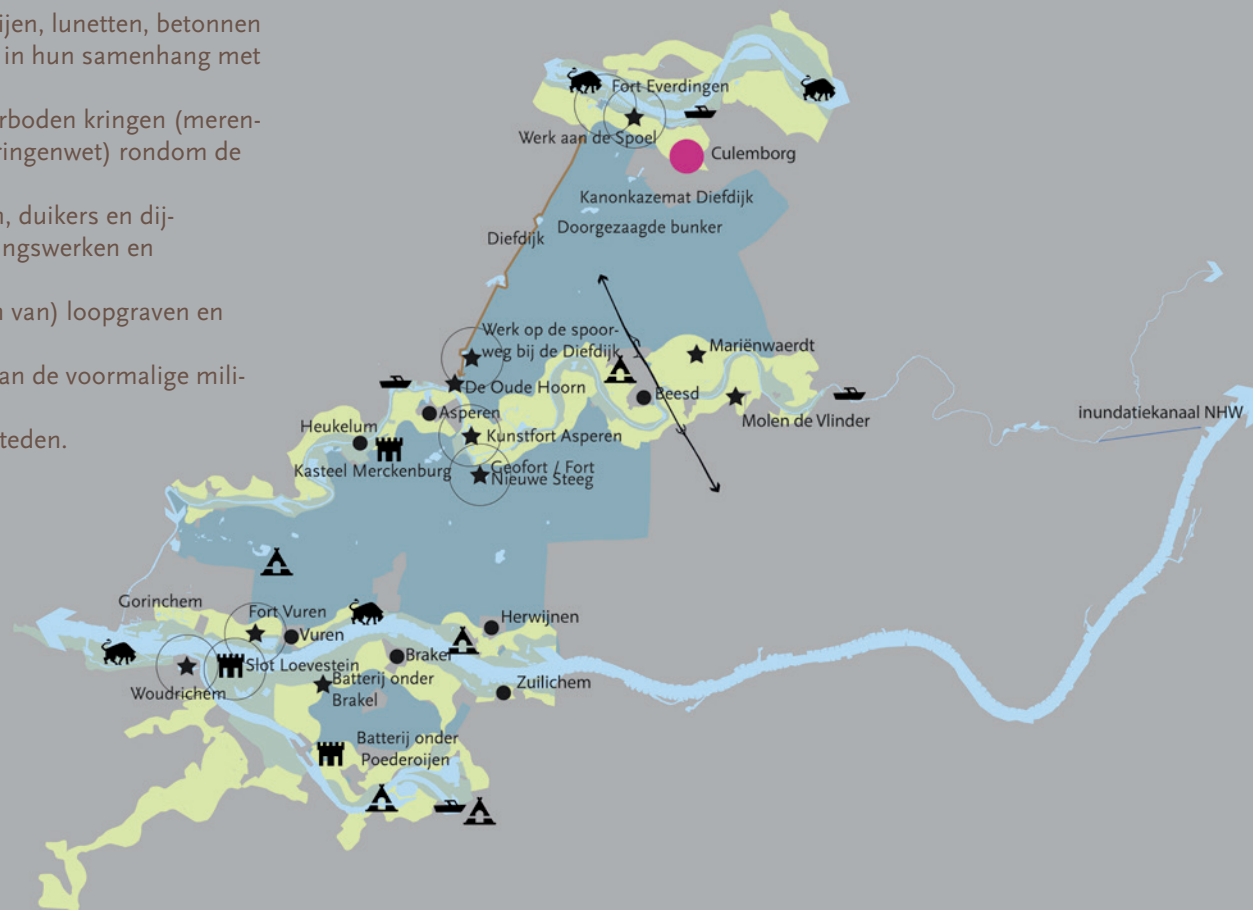 ijen, lunetten, betonnen
in hun samenhang met
rboden kringen (meren-
ringenwet) rondom de
n, duikers en dij-
ngswerken en
n van) loopgraven en
an de voormalige mili-
teden.
Fort Everdingen
Werk aan de Spoel
Culemborg
Kanonkazemat Diefdijk
Doorgezaagde bunker
Diefdijk
Werk op de spoor-
weg bij de Diefdijk
Mariënwaerdt
De Oude Hoorn
Beesd
Asperen
Molen de Vlinder
inundatiekanaal NHW
Heukelum
Kunstfort Asperen
Kasteel Merckenburg
Geofort / Fort
Nieuwe Steeg
Gorinchem
Fort Vuren
Herwijnen
Vuren
Brakel
Slot Loevestein
Batterij onder
Brakel
Zuilichem
Woudrichem
Batterij onder
Poederoijen